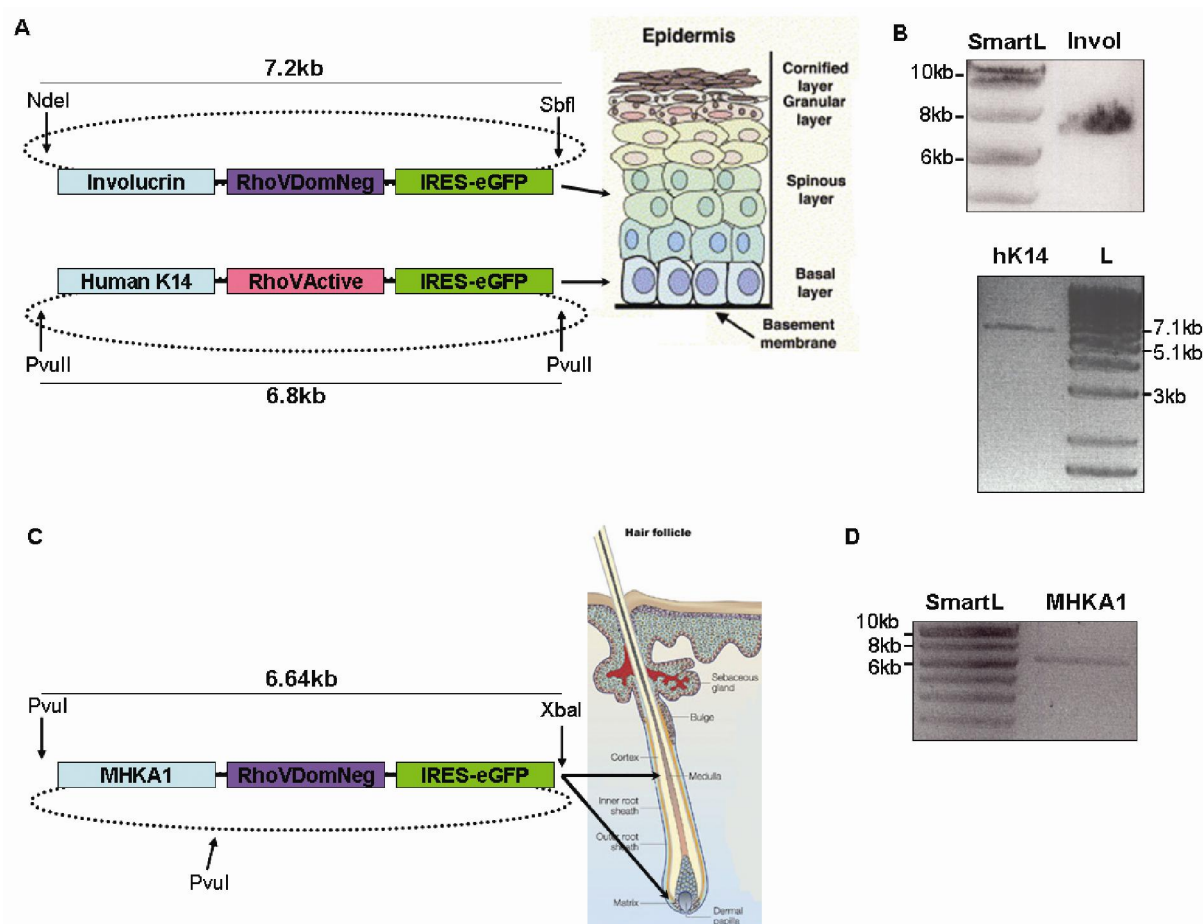 A
7.2kb
NdeI
SbfI
Involucrin
RhoVDomNeg
IRES-eGFP
Human K14
RhoVActive
IRES-eGFP
PvuII
PvuII
6.8kb
Epidermis
Cornified
layer
Granular
layer
Spinous
layer
Basal
layer
Basement
membrane
B
SmartL
Invol
10kb
8kb
6kb
hK14
L
7.1kb
5.1kb
3kb
C
6.64kb
PvuI
XbaI
MHKA1
RhoVDomNeg
IRES-eGFP
PvuI
Hair follicle
Sebaceous
gland
Bulge
Cortex
Medulla
Inner root
sheath
Outer root
sheath
Matrix
Dermal
papilla
D
SmartL
MHKA1
10kb
8kb
6kb